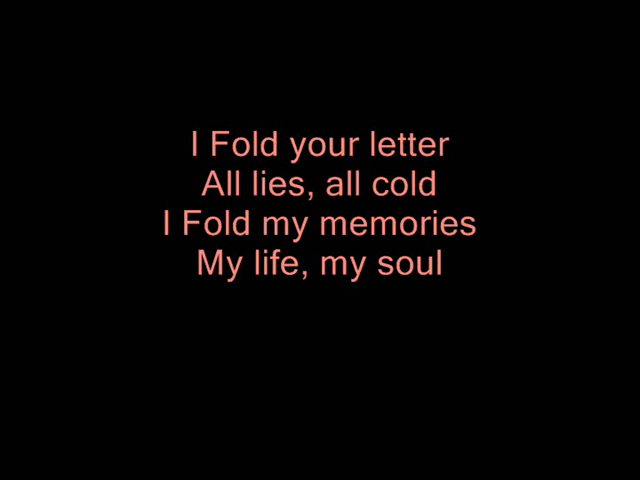 I Fold your letter
All lies, all cold
I Fold my memories
My life, my soul